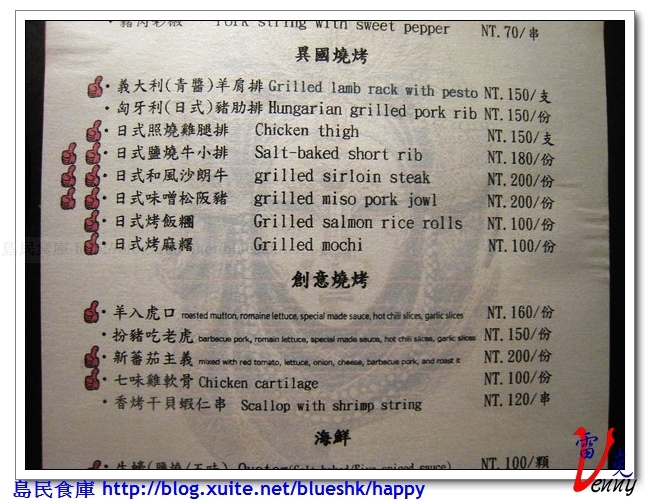 Pork string with sweet pepper NT.70/串
異國燒烤
·義大利(青醬)羊肩排 Grilled lamb rack with pesto NT.150/支
·匈牙利(日式)豬肋排 Hungarian grilled pork rib NT.150/份
·日式照燒雞腿排 Chicken thigh NT.150/支
·日式鹽燒牛小排 Salt-baked short rib NT.180/份
·日式和風沙朗牛 grilled sirloin steak NT.200/份
·日式味噌松阪豬 grilled miso pork jowl NT.200/份
·日式烤飯糰 Grilled salmon rice rolls NT.100/份
·日式烤麻糬 Grilled mochi NT.100/份
創意燒烤
·羊入虎口 roasted mutton, romaine lettuce, special made sauce, hot chili slices, garlic slices NT.160/份
·扮豬吃老虎 barbecue pork, romain lettuce, special made sauce, hot chili slices, garlic slices NT.150/份
·新蕃茄主義 mixed with red tomato, lettuce, onion, cheese, barbecue pork, and roast it NT.200/份
·七味雞軟骨 Chicken cartilage NT.100/份
·香烤干貝蝦仁串 Scallop with shrimp string NT.120/串
海鮮
NT.100/顆
雷
Venny
島民食庫 http://blog.xuite.net/blueshk/happy